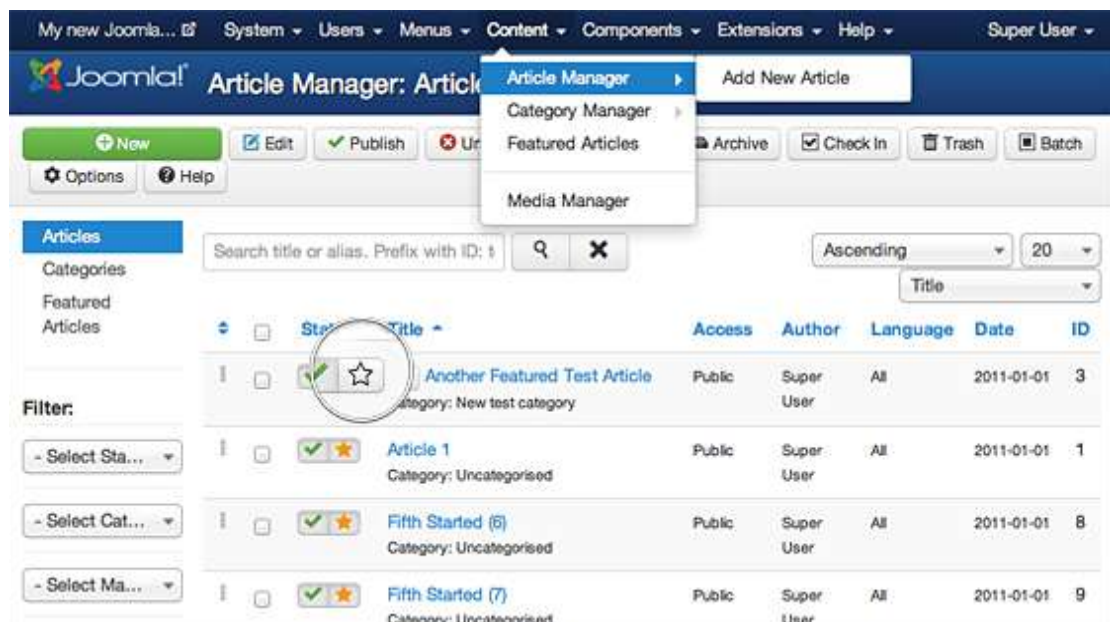 My new Joomla... System Users Menus Content Components Extensions Help Super User
Joomla! Article Manager: Article
Article Manager Add New Article
Category Manager
Featured Articles
Media Manager
New Edit Publish Archive Check In Trash Batch
Options Help
Articles
Categories
Featured
Articles
Search title or alias. Prefix with ID:
Ascending 20
Title
Title Access Author Language Date ID
Another Featured Test Article Public Super User All 2011-01-01 3
Category: New test category
Article 1 Public Super User All 2011-01-01 1
Category: Uncategorised
Fifth Started (6) Public Super User All 2011-01-01 8
Category: Uncategorised
Fifth Started (7) Public Super User All 2011-01-01 9
Category: Uncategorised
Filter:
- Select Sta...
- Select Cat...
- Select Ma...